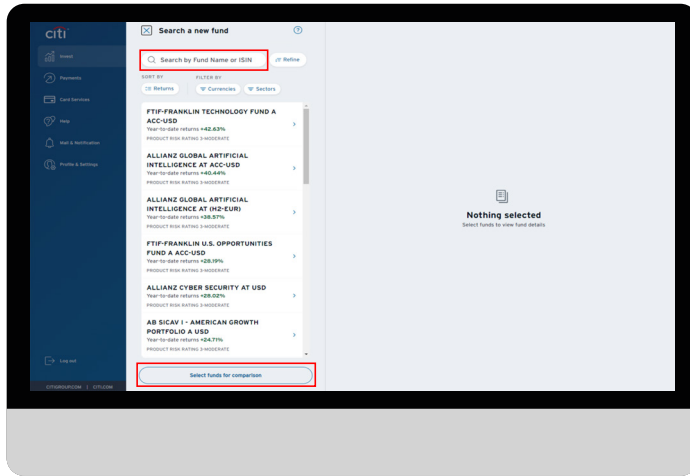 citi
Invest
Payments
Card Services
Help
Mail & Notification
Profile & Settings
Log out
CITIGROUP.COM | CITI.COM
Search a new fund
Search by Fund Name or ISIN
Refine
SORT BY
FILTER BY
Returns
Currencies
Sectors
FTIF-FRANKLIN TECHNOLOGY FUND A
ACC-USD
Year-to-date returns +42.63%
PRODUCT RISK RATING 3-MODERATE
ALLIANZ GLOBAL ARTIFICIAL
INTELLIGENCE AT ACC-USD
Year-to-date returns +40.44%
PRODUCT RISK RATING 3-MODERATE
ALLIANZ GLOBAL ARTIFICIAL
INTELLIGENCE AT (H2-EUR)
Year-to-date returns +38.57%
PRODUCT RISK RATING 3-MODERATE
FTIF-FRANKLIN U.S. OPPORTUNITIES
FUND A ACC-USD
Year-to-date returns +28.19%
PRODUCT RISK RATING 3-MODERATE
ALLIANZ CYBER SECURITY AT USD
Year-to-date returns +28.02%
PRODUCT RISK RATING 3-MODERATE
AB SICAV I - AMERICAN GROWTH
PORTFOLIO A USD
Year-to-date returns +24.71%
PRODUCT RISK RATING 3-MODERATE
Select funds for comparison
Nothing selected
Select funds to view fund details